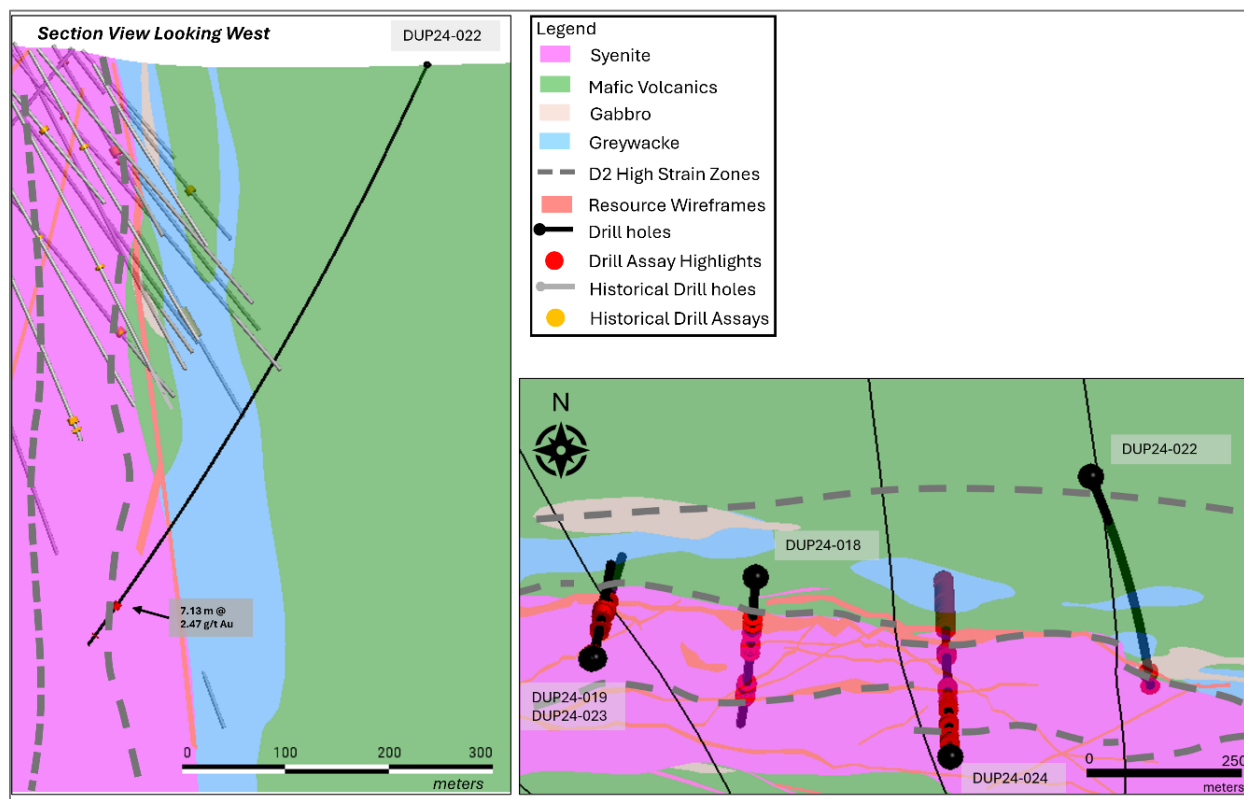 Section View Looking West
DUP24-022
7.13 m @
2.47 g/t Au
0 100 200 300
meters
Legend
Syenite
Mafic Volcanics
Gabbro
Greywacke
D2 High Strain Zones
Resource Wireframes
Drill holes
Drill Assay Highlights
Historical Drill holes
Historical Drill Assays
N
DUP24-022
DUP24-018
DUP24-019
DUP24-023
DUP24-024
0 250
meters